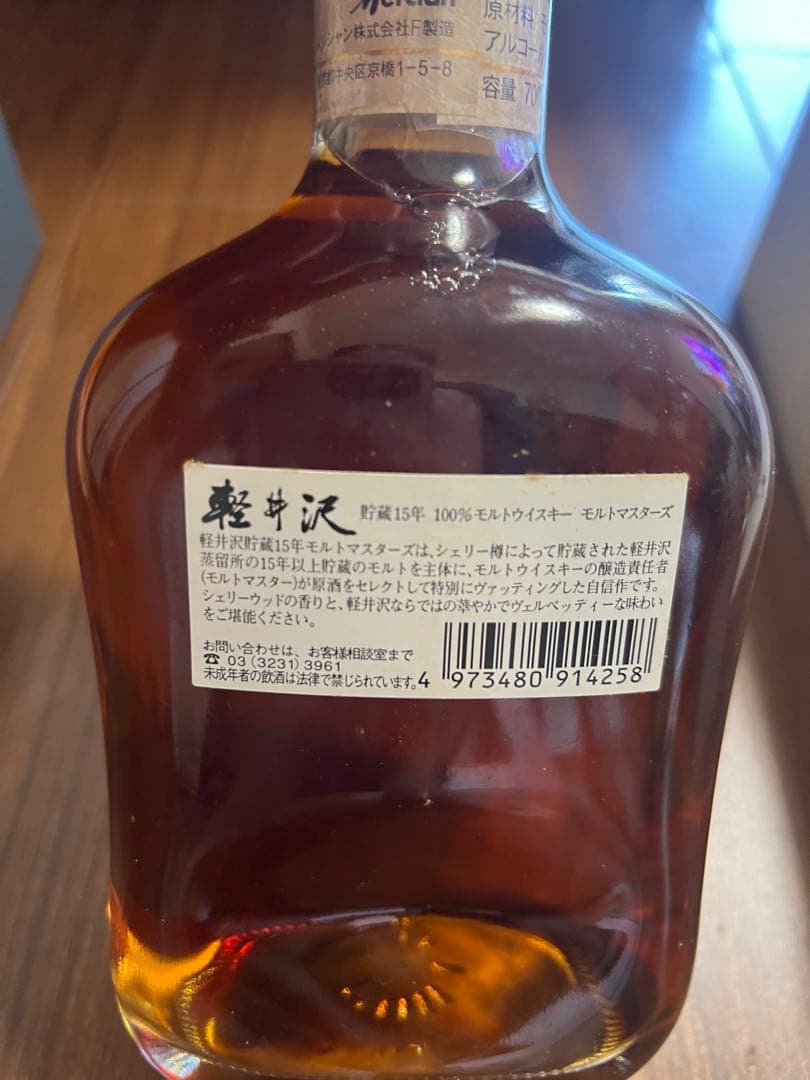 Mercian
シャン株式会社F製造
京都中央区京橡1-5-8
原材料
アルコール
容量 70
軽井沢 貯蔵15年 100%モルトウイスキー モルトマスターズ
軽井沢貯蔵15年モルトマスターズは、シェリー樽によって貯蔵された軽井沢
蒸留所の15年以上貯蔵のモルトを主体に、モルトウイスキーの醸造責任者
(モルトマスター)が原酒をセレクトして特別にヴァッティングした自信作です。
シェリーウッドの香りと、軽井沢ならではの華やかでヴェルベッティーな味わい
をご堪能ください。
お問い合わせは、お客様相談室まで
☎ 03(3231)3961
未成年者の飲酒は法律で禁じられています。
4 973480 914258